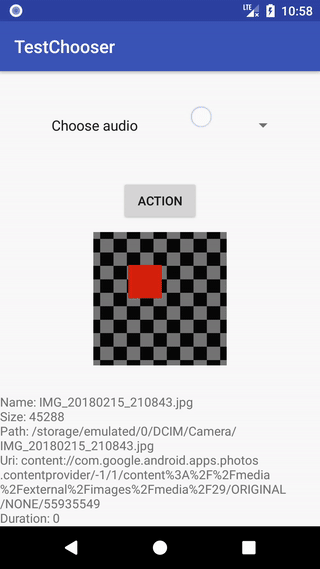 LTE 10:58
TestChooser
Choose audio
ACTION
Name: IMG_20180215_210843.jpg
Size: 45288
Path: /storage/emulated/0/DCIM/Camera/
IMG_20180215_210843.jpg
Uri: content://com.google.android.apps.photos
.contentprovider/-1/1/content%3A%2F%2Fmedia
%2Fexternal%2Fimages%2Fmedia%2F29/ORIGINAL
/NONE/55935549
Duration: 0